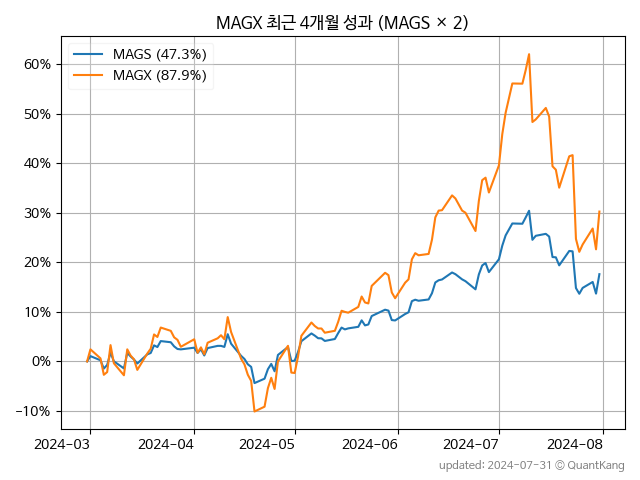 MAGX 최근 4개월 성과 (MAGS × 2)
MAGS (47.3%)
MAGX (87.9%)
60%
50%
40%
30%
20%
10%
0%
−10%
2024-03 2024-04 2024-05 2024-06 2024-07 2024-08
updated: 2024-07-31 © QuantKang